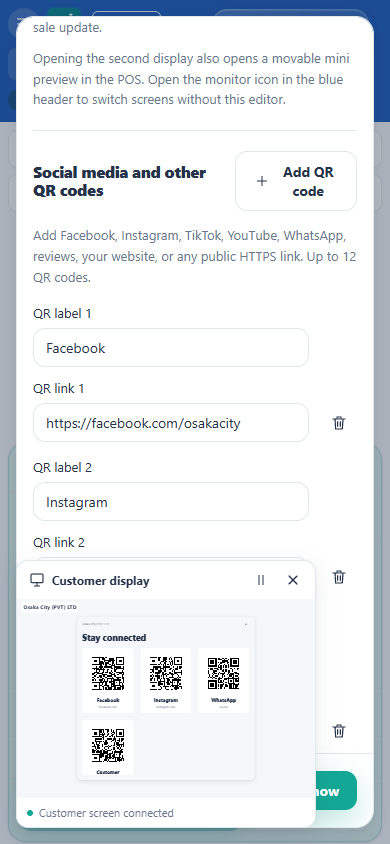 sale update.
Opening the second display also opens a movable mini
preview in the POS. Open the monitor icon in the blue
header to switch screens without this editor.
Social media and other
QR codes
Add QR
code
Add Facebook, Instagram, TikTok, YouTube, WhatsApp,
reviews, your website, or any public HTTPS link. Up to 12
QR codes.
QR label 1
Facebook
QR link 1
https://facebook.com/osakacity
QR label 2
Instagram
QR link 2
Customer display
Osaka City (PVT) LTD
Stay connected
Facebook
Instagram
WhatsApp
Customer
now
Customer screen connected